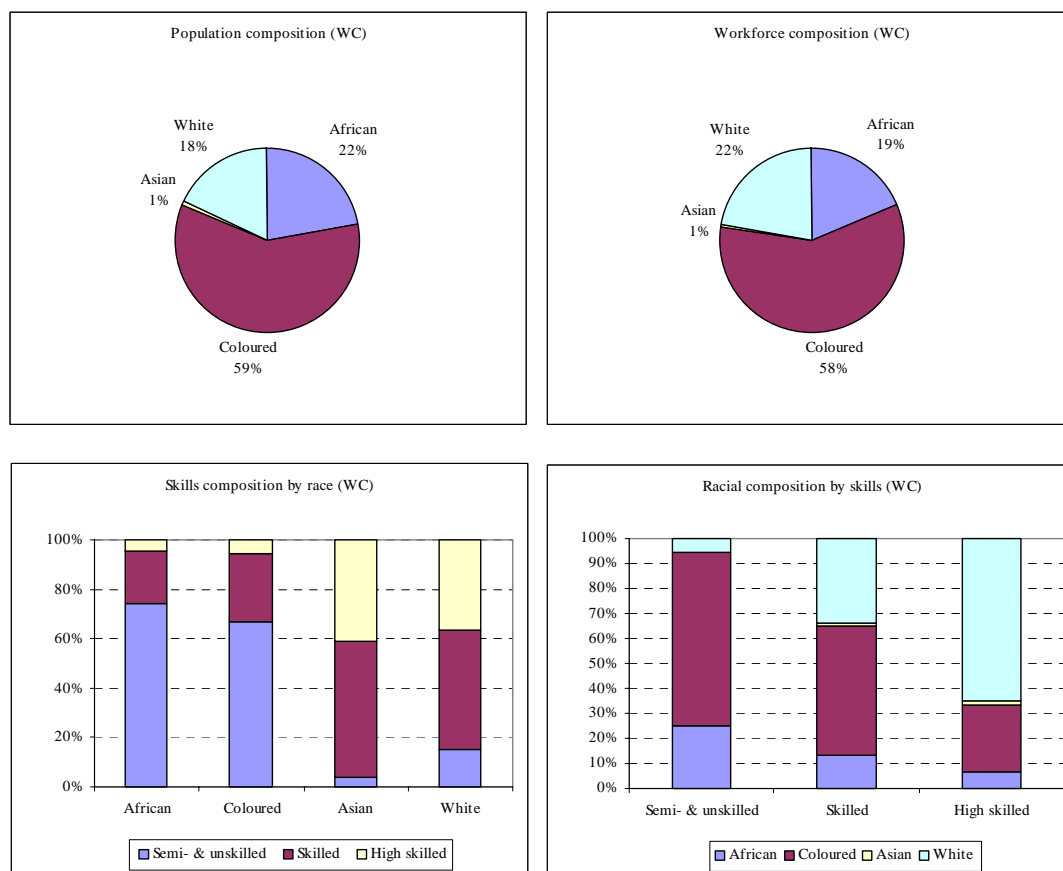 Population composition (WC)
White
18%
African
22%
Asian
1%
Coloured
59%
Workforce composition (WC)
White
22%
African
19%
Asian
1%
Coloured
58%
Skills composition by race (WC)
100%
80%
60%
40%
20%
0%
African Coloured Asian White
Semi- & unskilled Skilled High skilled
Racial composition by skills (WC)
100%
90%
80%
70%
60%
50%
40%
30%
20%
10%
0%
Semi- & unskilled Skilled High skilled
African Coloured Asian White